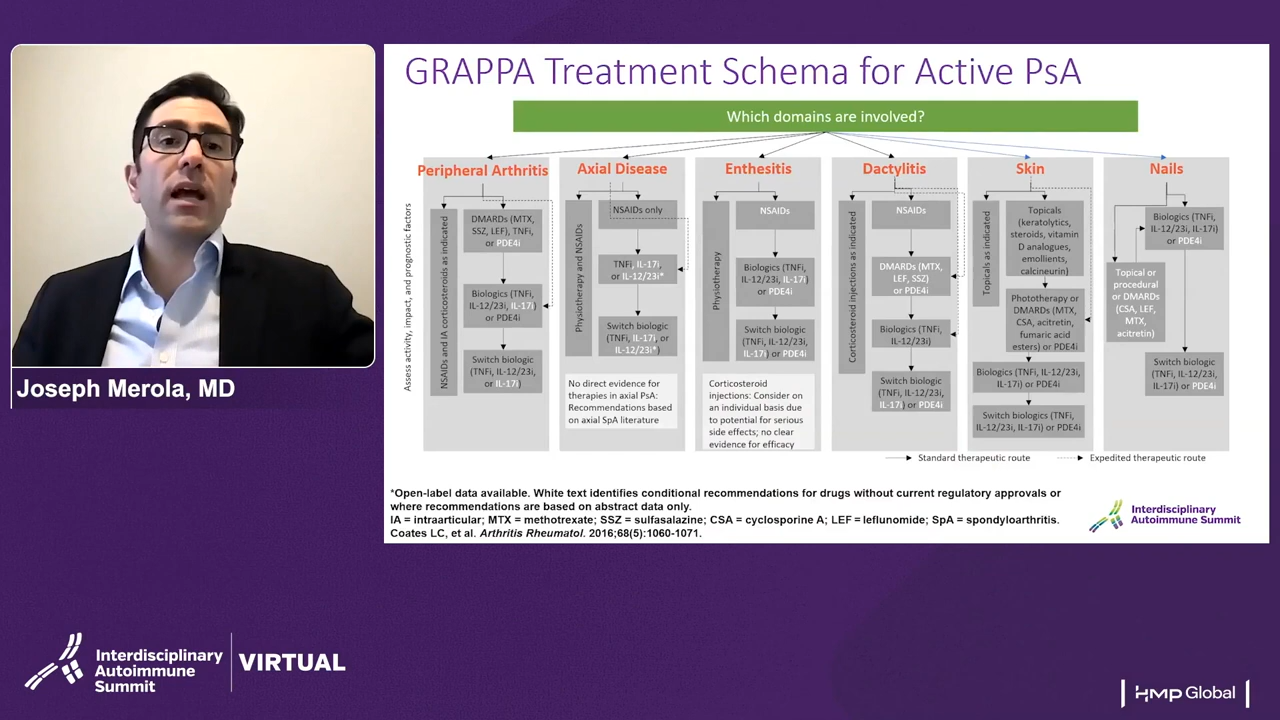 GRAPPA Treatment Schema for Active PsA
Which domains are involved?
Assess activity, impact, and prognostic factors
Peripheral Arthritis
NSAIDs and IA corticosteroids as indicated
DMARDs (MTX,
SSZ, LEF), TNFi,
or PDE4i
Biologics (TNFi,
IL-12/23i, IL-17i)
or PDE4i
Switch biologic
(TNFi, IL-12/23i,
or IL-17i)
Axial Disease
Physiotherapy and NSAIDs
NSAIDs only
TNFi, IL-17i,
or IL-12/23i*
Switch biologic
(TNFi, IL-17i, or
IL-12/23i*)
No direct evidence for
therapies in axial PsA:
Recommendations based
on axial SpA literature
Enthesitis
Physiotherapy
NSAIDs
Biologics (TNFi,
IL-12/23i, IL-17i)
or PDE4i
Switch biologic
(TNFi, IL-12/23i,
IL-17i) or PDE4i
Corticosteroid
injections: Consider on
an individual basis due
to potential for serious
side effects; no clear
evidence for efficacy
Dactylitis
Corticosteroid injections as indicated
NSAIDs
DMARDs (MTX,
LEF, SSZ)
or PDE4i
Biologics (TNFi,
IL-12/23i)
Switch biologic
(TNFi, IL-12/23i,
IL-17i) or PDE4i
Skin
Topicals as indicated
Topicals
(keratolytics,
steroids, vitamin
D analogues,
emollients,
calcineurin)
Phototherapy or
DMARDs (MTX,
CSA, acitretin,
fumaric acid
esters) or PDE4i
Biologics (TNFi, IL-12/23i,
IL-17i) or PDE4i
Switch biologics (TNFi,
IL-12/23i, IL-17i) or PDE4i
Nails
Biologics (TNFi,
IL-12/23i, IL-17i)
or PDE4i
Topical or
procedural
or DMARDs
(CSA, LEF,
MTX,
acitretin)
Switch biologic
(TNFi, IL-12/23i,
IL-17i) or PDE4i
Standard therapeutic route
Expedited therapeutic route
*Open-label data available. White text identifies conditional recommendations for drugs without current regulatory approvals or
where recommendations are based on abstract data only.
IA = intraarticular; MTX = methotrexate; SSZ = sulfasalazine; CSA = cyclosporine A; LEF = leflunomide; SpA = spondyloarthritis.
Coates LC, et al. Arthritis Rheumatol. 2016;68(5):1060-1071.
Interdisciplinary
Autoimmune Summit
Joseph Merola, MD
Interdisciplinary
Autoimmune
Summit
VIRTUAL
HMP Global